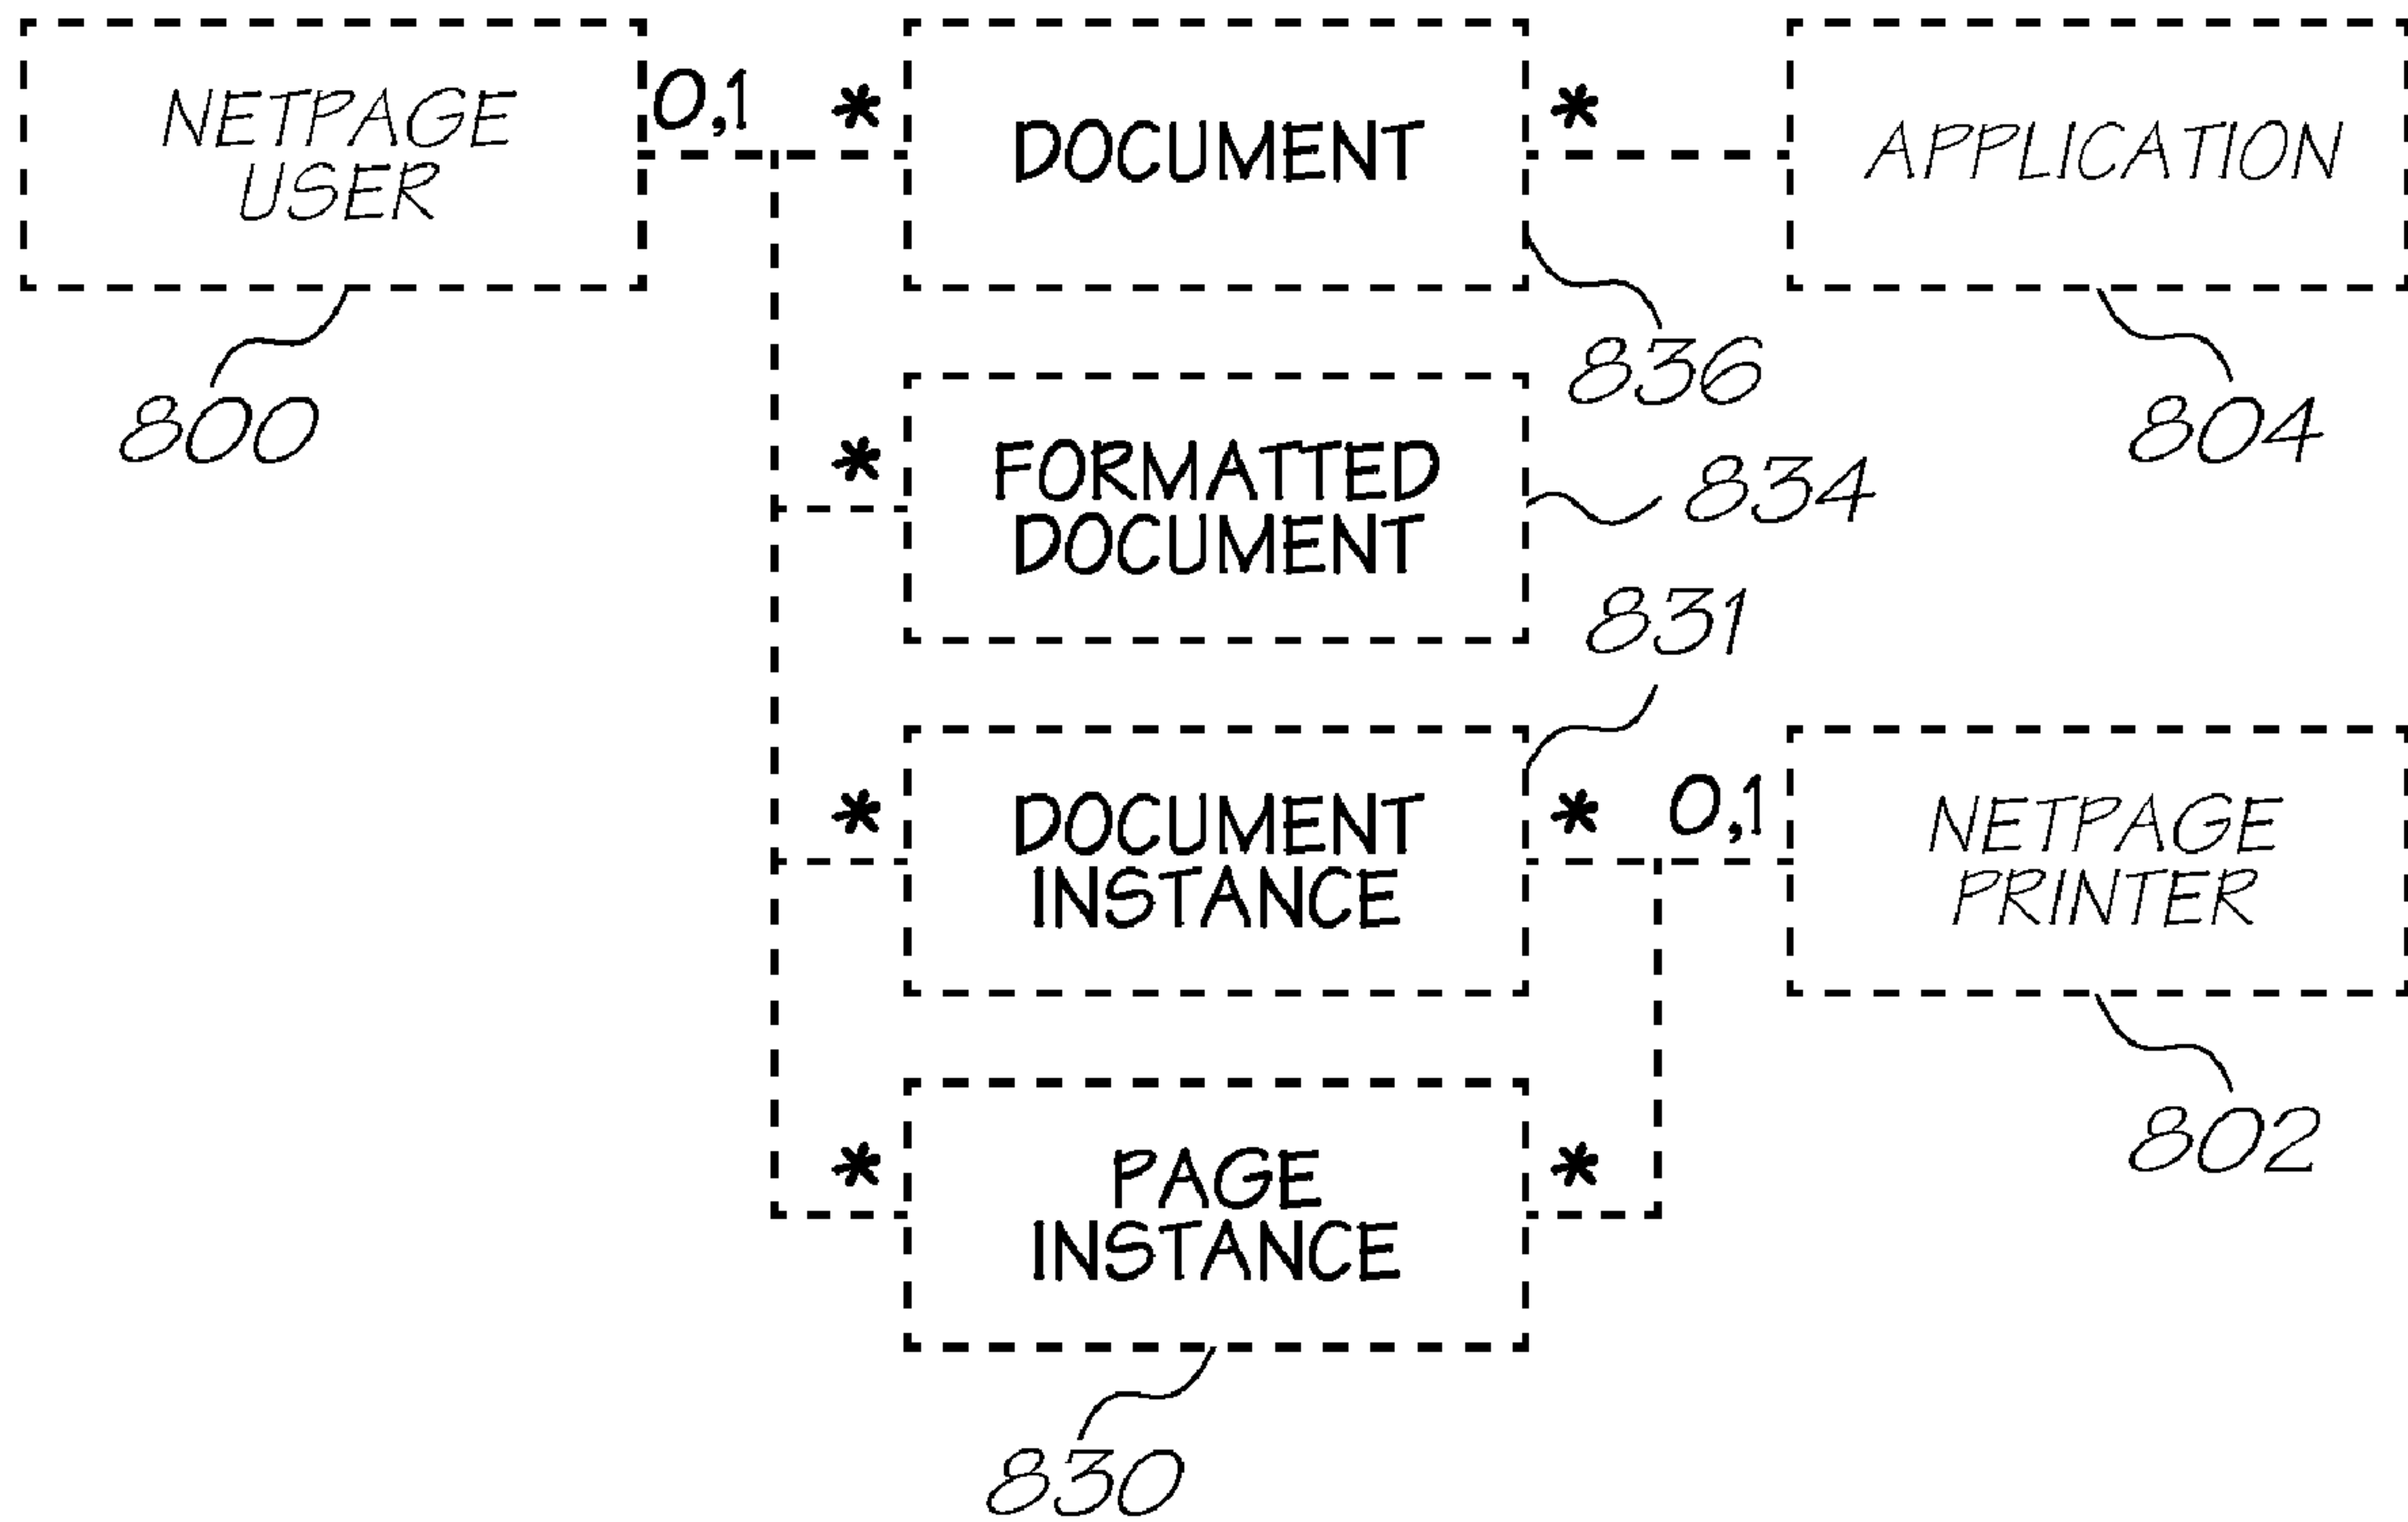 NETPAGE
USER
0,1
*
DOCUMENT
*
APPLICATION
800
836
804
*
FORMATTED
DOCUMENT
834
831
*
DOCUMENT
INSTANCE
*
0,1
NETPAGE
PRINTER
802
*
PAGE
INSTANCE
*
830